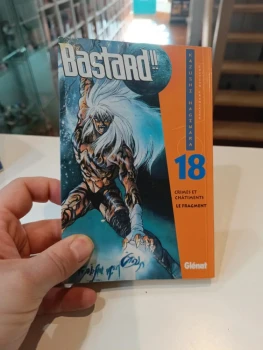 Bastard!!
KAZUSHI HAGIWARA
18
CRIMES ET
CHÂTIMENTS
LE FRAGMENT
Glénat